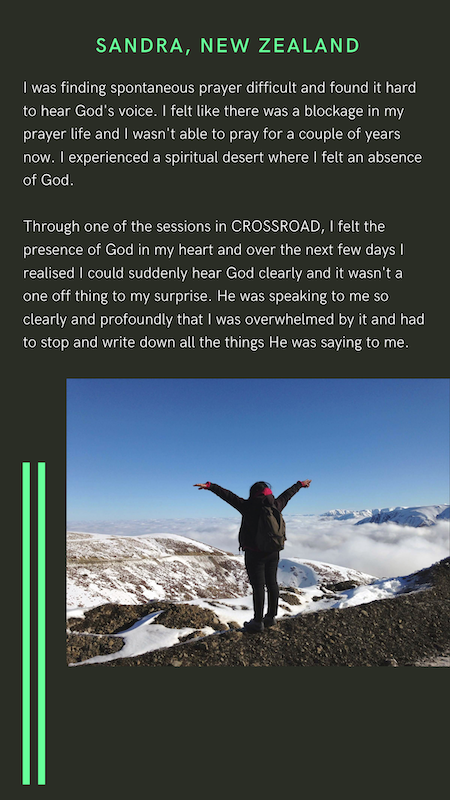 SANDRA, NEW ZEALAND
I was finding spontaneous prayer difficult and found it hard
to hear God's voice. I felt like there was a blockage in my
prayer life and I wasn't able to pray for a couple of years
now. I experienced a spiritual desert where I felt an absence
of God.
Through one of the sessions in CROSSROAD, I felt the
presence of God in my heart and over the next few days I
realised I could suddenly hear God clearly and it wasn't a
one off thing to my surprise. He was speaking to me so
clearly and profoundly that I was overwhelmed by it and had
to stop and write down all the things He was saying to me.